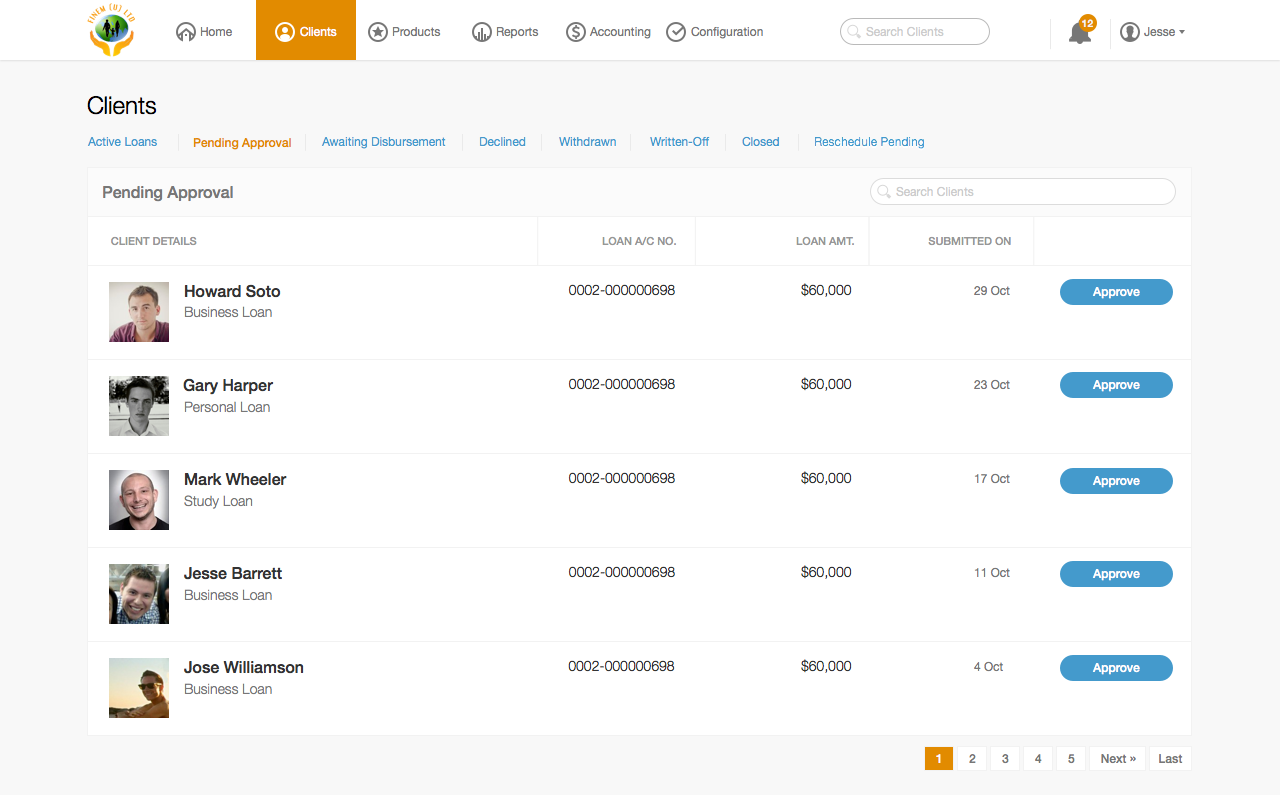 FINEM (U) LTD
Home
Clients
Products
Reports
Accounting
Configuration
Search Clients
12
Jesse
Clients
Active Loans
Pending Approval
Awaiting Disbursement
Declined
Withdrawn
Written-Off
Closed
Reschedule Pending
Pending Approval
Search Clients
CLIENT DETAILS
LOAN A/C NO.
LOAN AMT.
SUBMITTED ON
Howard Soto
Business Loan
0002-000000698
$60,000
29 Oct
Approve
Gary Harper
Personal Loan
0002-000000698
$60,000
23 Oct
Approve
Mark Wheeler
Study Loan
0002-000000698
$60,000
17 Oct
Approve
Jesse Barrett
Business Loan
0002-000000698
$60,000
11 Oct
Approve
Jose Williamson
Business Loan
0002-000000698
$60,000
4 Oct
Approve
1
2
3
4
5
Next »
Last